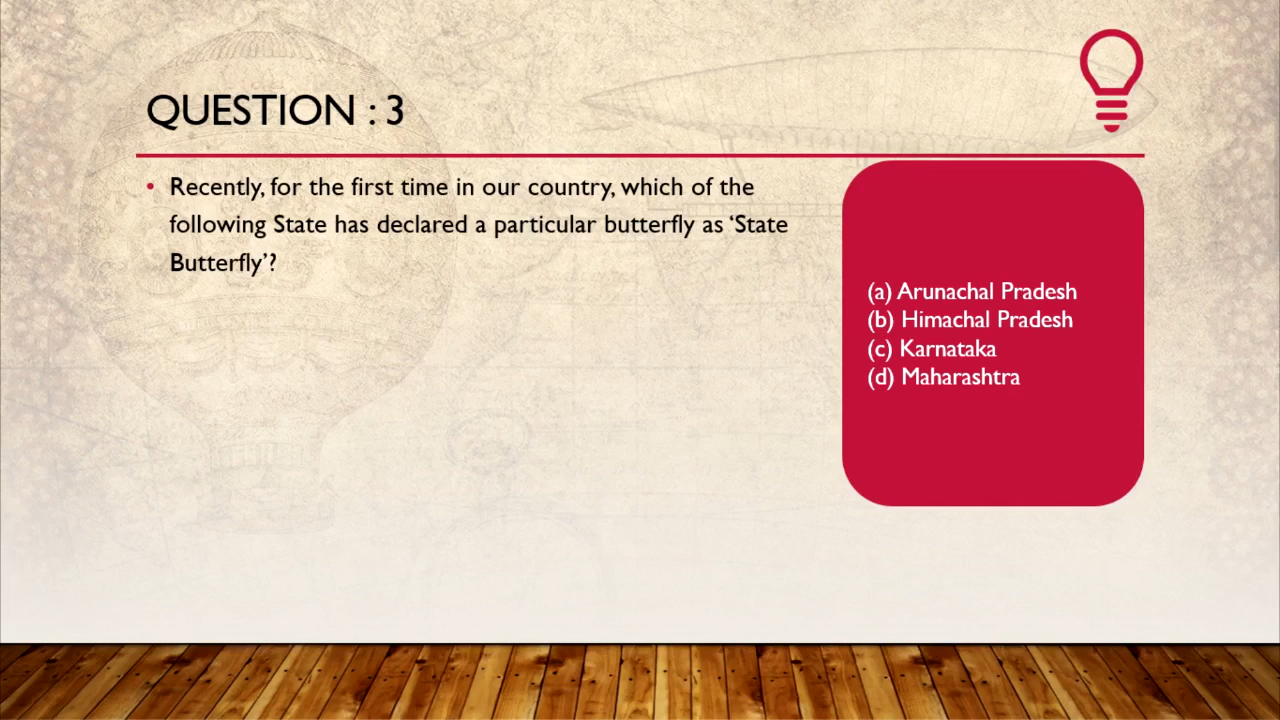 QUESTION : 3
• Recently, for the first time in our country, which of the
following State has declared a particular butterfly as ‘State
Butterfly’?
(a) Arunachal Pradesh
(b) Himachal Pradesh
(c) Karnataka
(d) Maharashtra